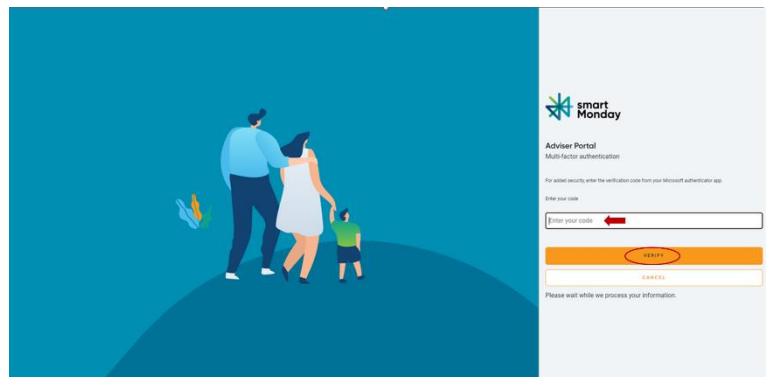 smart
Monday
Adviser Portal
Multi-factor authentication
For added security, enter the verification code from your Microsoft authenticator app.
Enter your code
Enter your code
VERIFY
CANCEL
Please wait while we process your information.